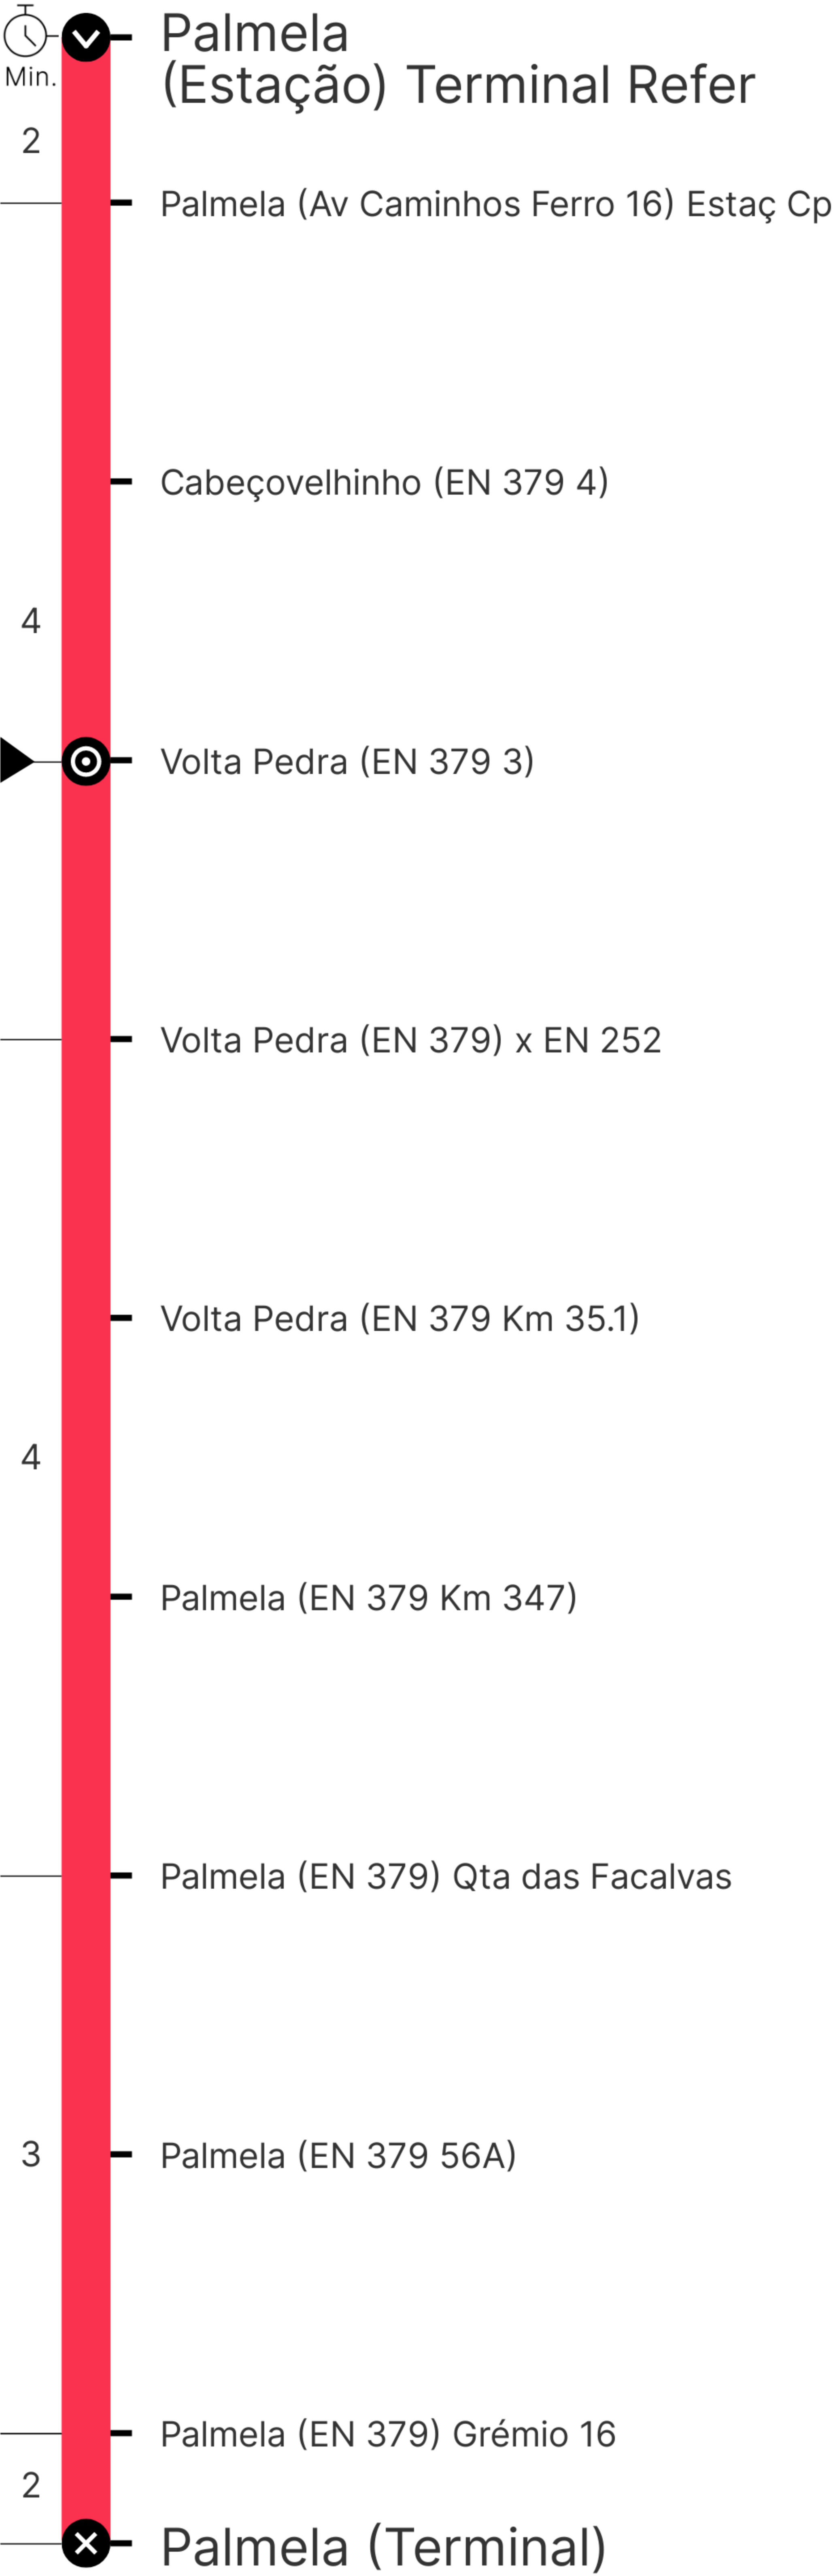 Palmela
(Estação) Terminal Refer
Min.
2
Palmela (Av Caminhos Ferro 16) Estaç Cp
Cabeçovelhinho (EN 379 4)
4
Volta Pedra (EN 379 3)
Volta Pedra (EN 379) x EN 252
Volta Pedra (EN 379 Km 35.1)
4
Palmela (EN 379 Km 347)
Palmela (EN 379) Qta das Facalvas
3
Palmela (EN 379 56A)
Palmela (EN 379) Grémio 16
2
Palmela (Terminal)